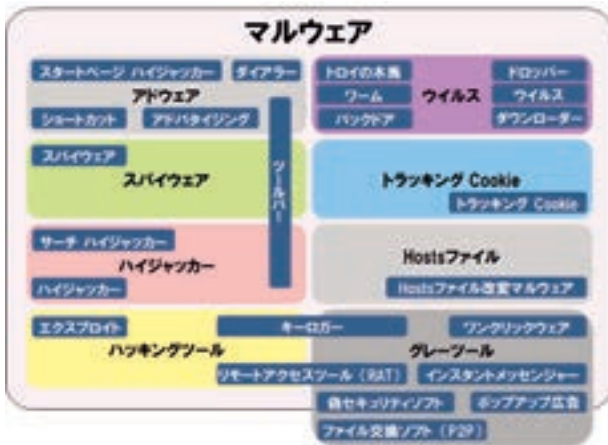 マルウェア
スタートページ ハイジャッカー
ダイアラー
アドウェア
ショートカット
アドバタイジング
トロイの木馬
ドロッパー
ワーム
ウイルス
ウイルス
バックドア
ダウンローダー
スパイウェア
スパイウェア
ツールバー
トラッキング Cookie
トラッキング Cookie
サーチ ハイジャッカー
ハイジャッカー
ハイジャッカー
Hostsファイル
Hostsファイル改変マルウェア
エクスプロイト
キーロガー
ワンクリックウェア
ハッキングツール
グレーツール
リモートアクセスツール (RAT)
インスタントメッセンジャー
偽セキュリティソフト
ポップアップ広告
ファイル交換ソフト (P2P)